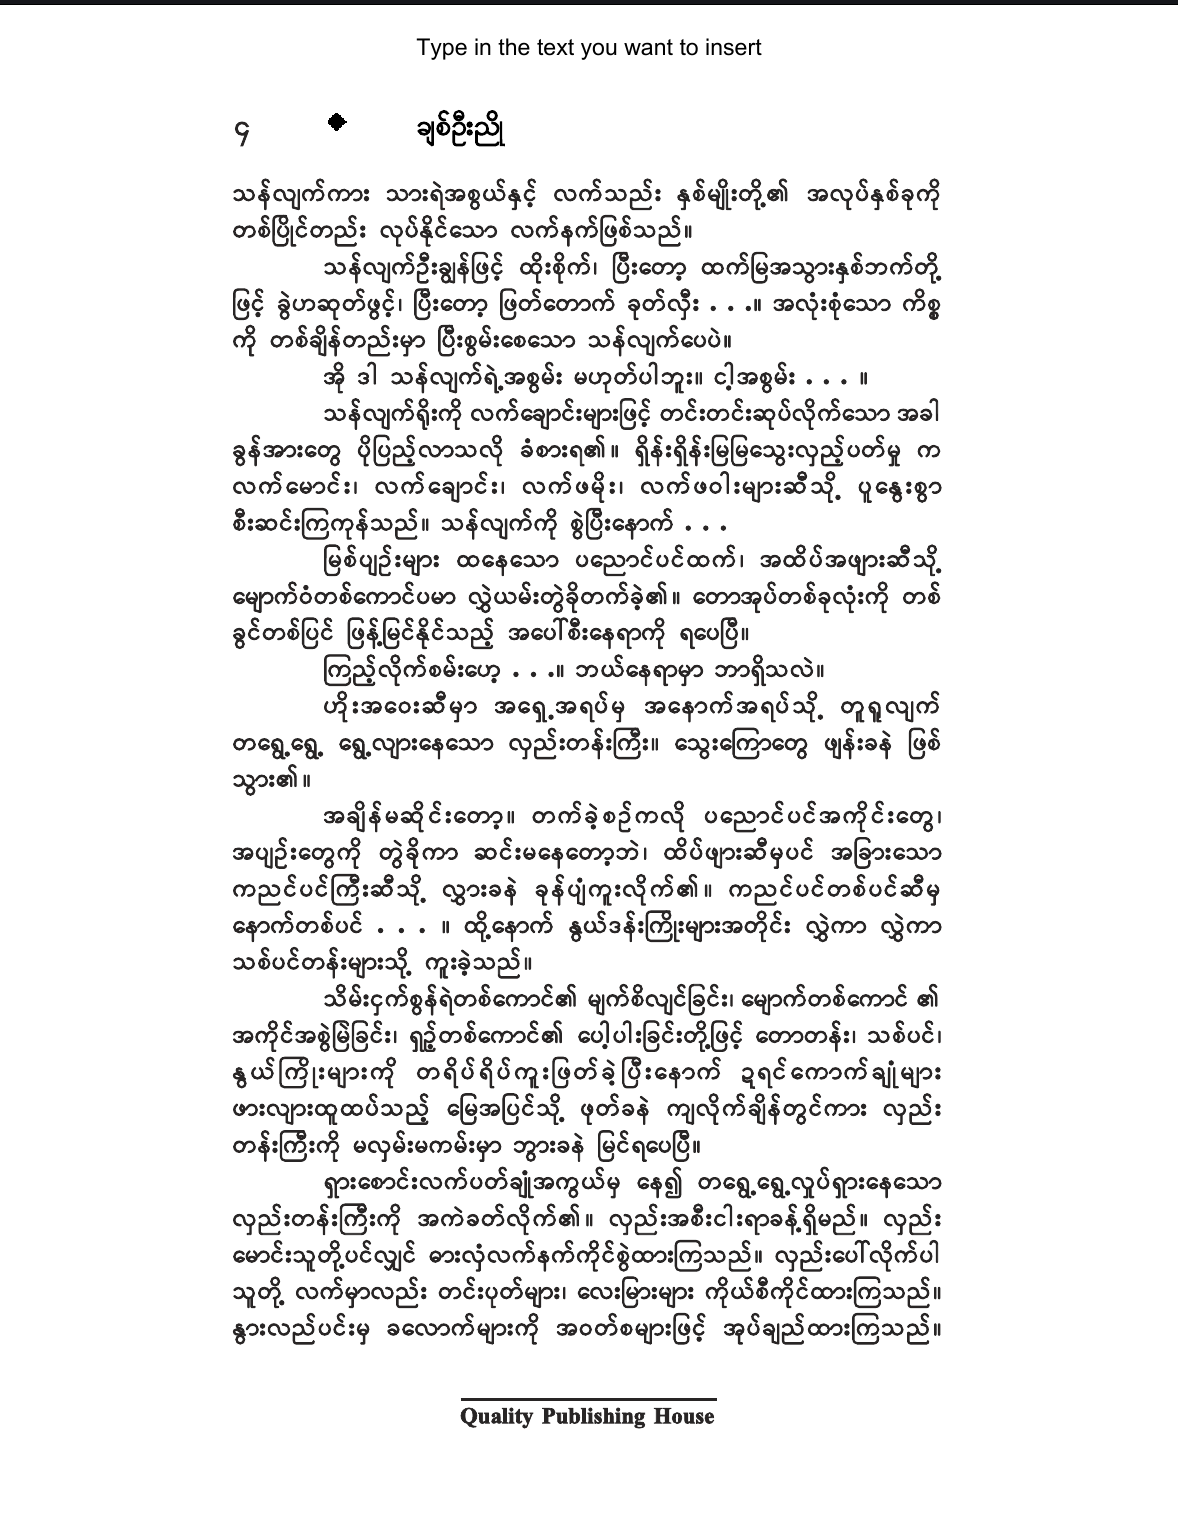 Type in the text you want to insert
၄ ◆ ချစ်ဦးညို
သန်လျက်ကား သားရဲအစွယ်နှင့် လက်သည်း နှစ်မျိုးတို့၏ အလုပ်နှစ်ခုကို
တစ်ပြိုင်တည်း လုပ်နိုင်သော လက်နက်ဖြစ်သည်။
သန်လျက်ဦးချွန်ဖြင့် ထိုးစိုက်၊ ပြီးတော့ ထက်မြအသွားနှစ်ဘက်တို့
ဖြင့် ခွဲဟဆုတ်ဖွင့်၊ ပြီးတော့ ဖြတ်တောက် ခုတ်လှီး . . .။ အလုံးစုံသော ကိစ္စ
ကို တစ်ချိန်တည်းမှာ ပြီးစွမ်းစေသော သန်လျက်ပေပဲ။
အို ဒါ သန်လျက်ရဲ့အစွမ်း မဟုတ်ပါဘူး။ ငါ့အစွမ်း . . . ။
သန်လျက်ရိုးကို လက်ချောင်းများဖြင့် တင်းတင်းဆုပ်လိုက်သော အခါ
ခွန်အားတွေ ပိုပြည့်လာသလို ခံစားရ၏။ ရှိန်းရှိန်းမြမြသွေးလှည့်ပတ်မှု က
လက်မောင်း၊ လက်ချောင်း၊ လက်ဖမိုး၊ လက်ဖဝါးများဆီသို့ ပူနွေးစွာ
စီးဆင်းကြကုန်သည်။ သန်လျက်ကို စွဲပြီးနောက် . . .
မြစ်ပျဉ်းများ ထနေသော ပညောင်ပင်ထက်၊ အထိပ်အဖျားဆီသို့
မျောက်ဝံတစ်ကောင်ပမာ လွှဲယမ်းတွဲခိုတက်ခဲ့၏။ တောအုပ်တစ်ခုလုံးကို တစ်
ခွင်တစ်ပြင် ဖြန့်မြင်နိုင်သည့် အပေါ်စီးနေရာကို ရပေပြီ။
ကြည့်လိုက်စမ်းဟေ့ . . .။ ဘယ်နေရာမှာ ဘာရှိသလဲ။
ဟိုးအဝေးဆီမှာ အရှေ့အရပ်မှ အနောက်အရပ်သို့ တူရူလျက်
တရွေ့ရွေ့ ရွေ့လျားနေသော လှည်းတန်းကြီး။ သွေးကြောတွေ ဖျန်းခနဲ ဖြစ်
သွား၏။
အချိန်မဆိုင်းတော့။ တက်ခဲ့စဉ်ကလို ပညောင်ပင်အကိုင်းတွေ၊
အပျဉ်းတွေကို တွဲခိုကာ ဆင်းမနေတော့ဘဲ၊ ထိပ်ဖျားဆီမှပင် အခြားသော
ကညင်ပင်ကြီးဆီသို့ လွှားခနဲ ခုန်ပျံကူးလိုက်၏။ ကညင်ပင်တစ်ပင်ဆီမှ
နောက်တစ်ပင် . . . ။ ထို့နောက် နွယ်ဒန်းကြိုးများအတိုင်း လွှဲကာ လွှဲကာ
သစ်ပင်တန်းများသို့ ကူးခဲ့သည်။
သိမ်းငှက်စွန်ရဲတစ်ကောင်၏ မျက်စိလျင်ခြင်း၊ မျောက်တစ်ကောင် ၏
အကိုင်အစွဲမြဲခြင်း၊ ရှဉ့်တစ်ကောင်၏ ပေါ့ပါးခြင်းတို့ဖြင့် တောတန်း၊ သစ်ပင်၊
နွယ်ကြိုးများကို တရိပ်ရိပ်ကူးဖြတ်ခဲ့ပြီးနောက် ဥရင်ကောက်ချုံများ
ဖားလျားထူထပ်သည့် မြေအပြင်သို့ ဖုတ်ခနဲ ကျလိုက်ချိန်တွင်ကား လှည်း
တန်းကြီးကို မလှမ်းမကမ်းမှာ ဘွားခနဲ မြင်ရပေပြီ။
ရှားစောင်းလက်ပတ်ချုံအကွယ်မှ နေ၍ တရွေ့ရွေ့လှုပ်ရှားနေသော
လှည်းတန်းကြီးကို အကဲခတ်လိုက်၏။ လှည်းအစီးငါးရာခန့်ရှိမည်။ လှည်း
မောင်းသူတို့ပင်လျှင် ဓားလှံလက်နက်ကိုင်စွဲထားကြသည်။ လှည်းပေါ်လိုက်ပါ
သူတို့ လက်မှာလည်း တင်းပုတ်များ၊ လေးမြားများ ကိုယ်စီကိုင်ထားကြသည်။
နွားလည်ပင်းမှ ခလောက်များကို အဝတ်စများဖြင့် အုပ်ချည်ထားကြသည်။
Quality Publishing House